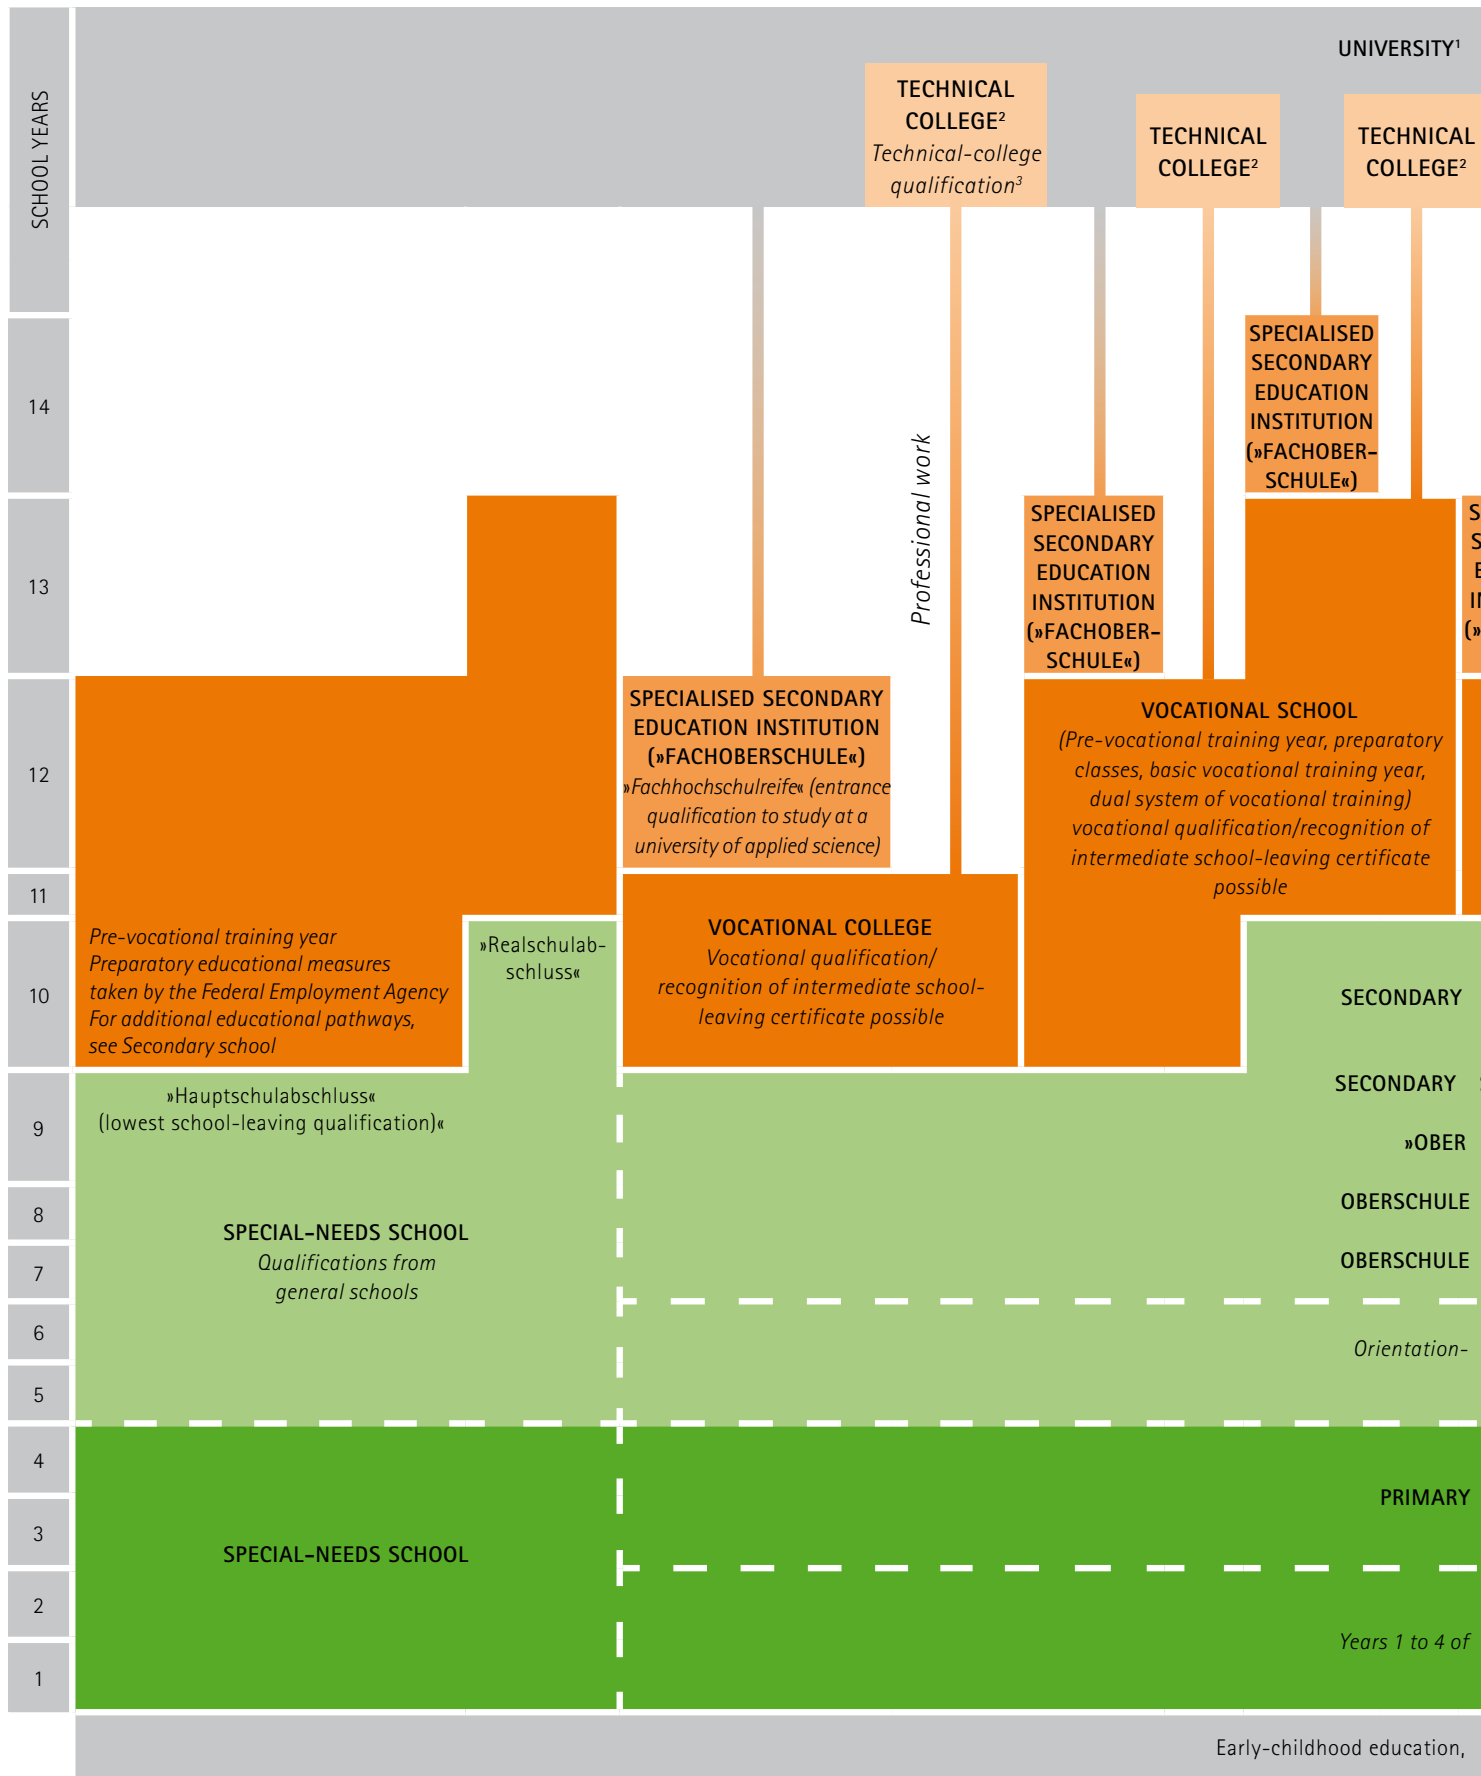 SCHOOL YEARS
UNIVERSITY¹
TECHNICAL
COLLEGE²
Technical-college
qualification³
TECHNICAL
COLLEGE²
TECHNICAL
COLLEGE²
14
SPECIALISED
SECONDARY
EDUCATION
INSTITUTION
(»FACHOBER-
SCHULE«)
Professional work
13
SPECIALISED
SECONDARY
EDUCATION
INSTITUTION
(»FACHOBER-
SCHULE«)
12
SPECIALISED SECONDARY
EDUCATION INSTITUTION
(»FACHOBERSCHULE«)
»Fachhochschulreife« (entrance
qualification to study at a
university of applied science)
VOCATIONAL SCHOOL
(Pre-vocational training year, preparatory
classes, basic vocational training year,
dual system of vocational training)
vocational qualification/recognition of
intermediate school-leaving certificate
possible
11
10
Pre-vocational training year
Preparatory educational measures
taken by the Federal Employment Agency
For additional educational pathways,
see Secondary school
»Realschulab-
schluss«
VOCATIONAL COLLEGE
Vocational qualification/
recognition of intermediate school-
leaving certificate possible
SECONDARY
9
»Hauptschulabschluss«
(lowest school-leaving qualification)«
SECONDARY
»OBER
8
OBERSCHULE
7
OBERSCHULE
SPECIAL-NEEDS SCHOOL
Qualifications from
general schools
6
Orientation-
5
4
PRIMARY
3
SPECIAL-NEEDS SCHOOL
2
Years 1 to 4 of
1
Early-childhood education,